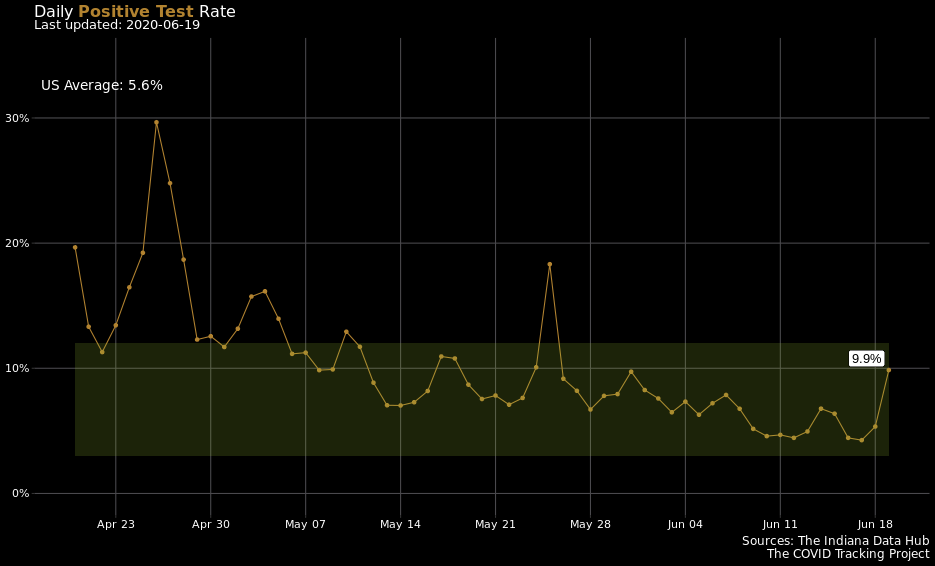 Daily Positive Test Rate
Last updated: 2020-06-19
US Average: 5.6%
30%
20%
10%
0%
9.9%
Apr 23 Apr 30 May 07 May 14 May 21 May 28 Jun 04 Jun 11 Jun 18
Sources: The Indiana Data Hub
The COVID Tracking Project